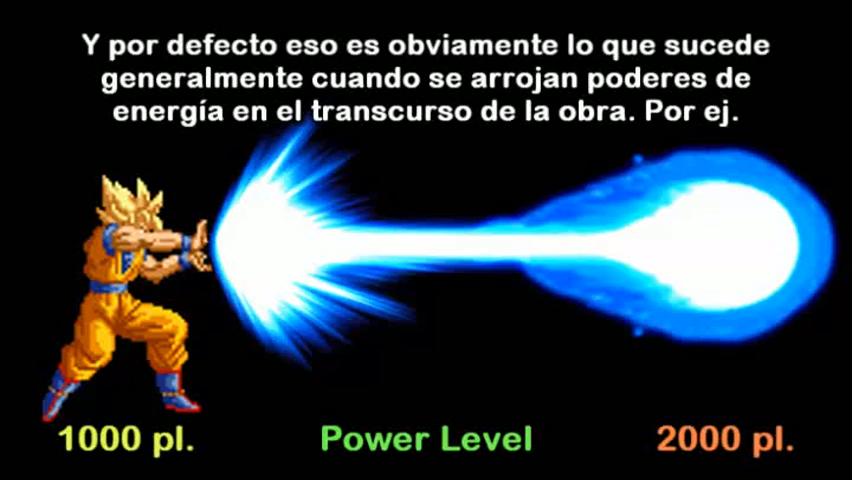 Y por defecto eso es obviamente lo que sucede
generalmente cuando se arrojan poderes de
energía en el transcurso de la obra. Por ej.
1000 pl. Power Level 2000 pl.